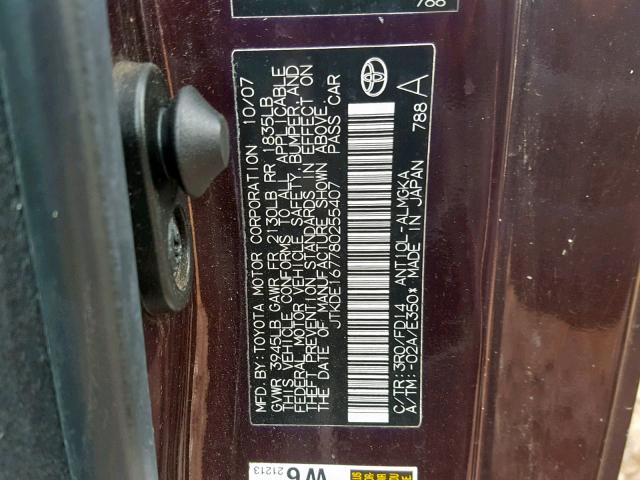 788
MFD.BY:TOYOTA MOTOR CORPORATION 10/07
GVWR 3945LB GAWR FR 2130LB RR 1835LB
THIS VEHICLE CONFORMS TO ALL APPLICABLE
FEDERAL MOTOR VEHICLE SAFETY, BUMPER, AND
THEFT PREVENTION STANDARDS IN EFFECT ON
THE DATE OF MANUFACTURE SHOWN ABOVE.
JTKDE167780255407 PASS CAR
C/TR:3R0/FD14 ANT10L-ALMGKA
A/TM:-02A/E350* MADE IN JAPAN 788 A
W6
21213